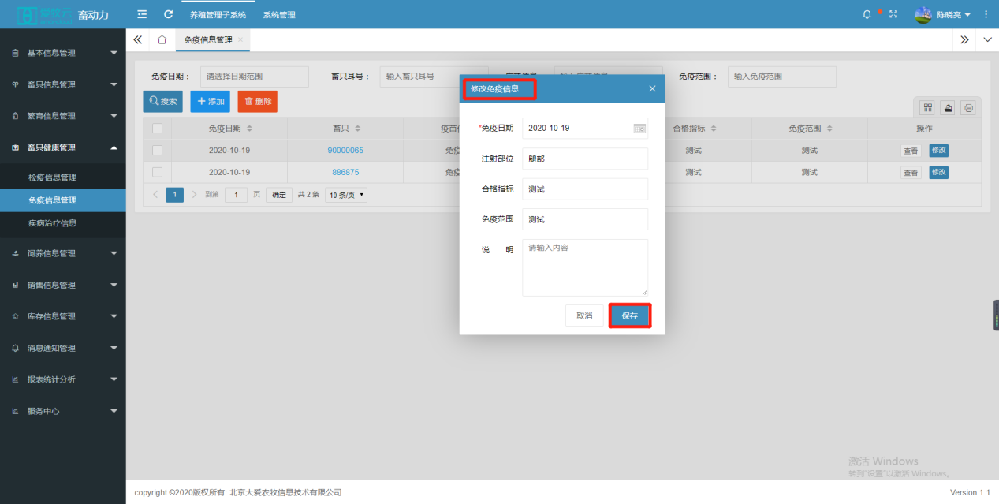 爱牧云 畜动力 养殖管理子系统 系统管理 陈晓亮
免疫信息管理
基本信息管理
畜只信息管理
繁育信息管理
畜只健康管理
检疫信息管理
免疫信息管理
疾病治疗信息
饲养信息管理
销售信息管理
库存信息管理
消息通知管理
报表统计分析
服务中心
免疫日期： 请选择日期范围 畜只耳号： 输入畜只耳号 免疫范围： 输入免疫范围
搜索 添加 删除
免疫日期 畜只 合格指标 免疫范围 操作
2020-10-19 90000065 测试 测试 查看 修改
2020-10-19 886875 测试 测试 查看 修改
1 到第 1 页 确定 共 2 条 10 条/页
修改免疫信息
*免疫日期 2020-10-19
注射部位 腿部
合格指标 测试
免疫范围 测试
说 明 请输入内容
取消 保存
激活 Windows
转到"设置"以激活 Windows。
copyright ©2020版权所有: 北京大爱农牧信息技术有限公司 Version 1.1